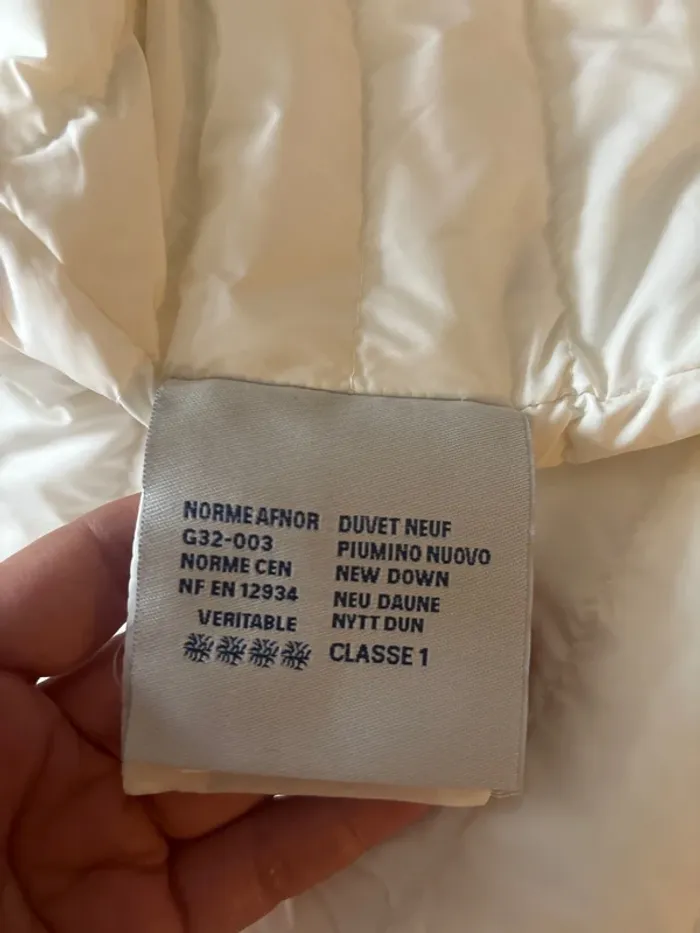 NORME AFNOR
G32-003
NORME CEN
NF EN 12934
VERITABLE
DUVET NEUF
PIUMINO NUOVO
NEW DOWN
NEU DAUNE
NYTT DUN
CLASSE 1